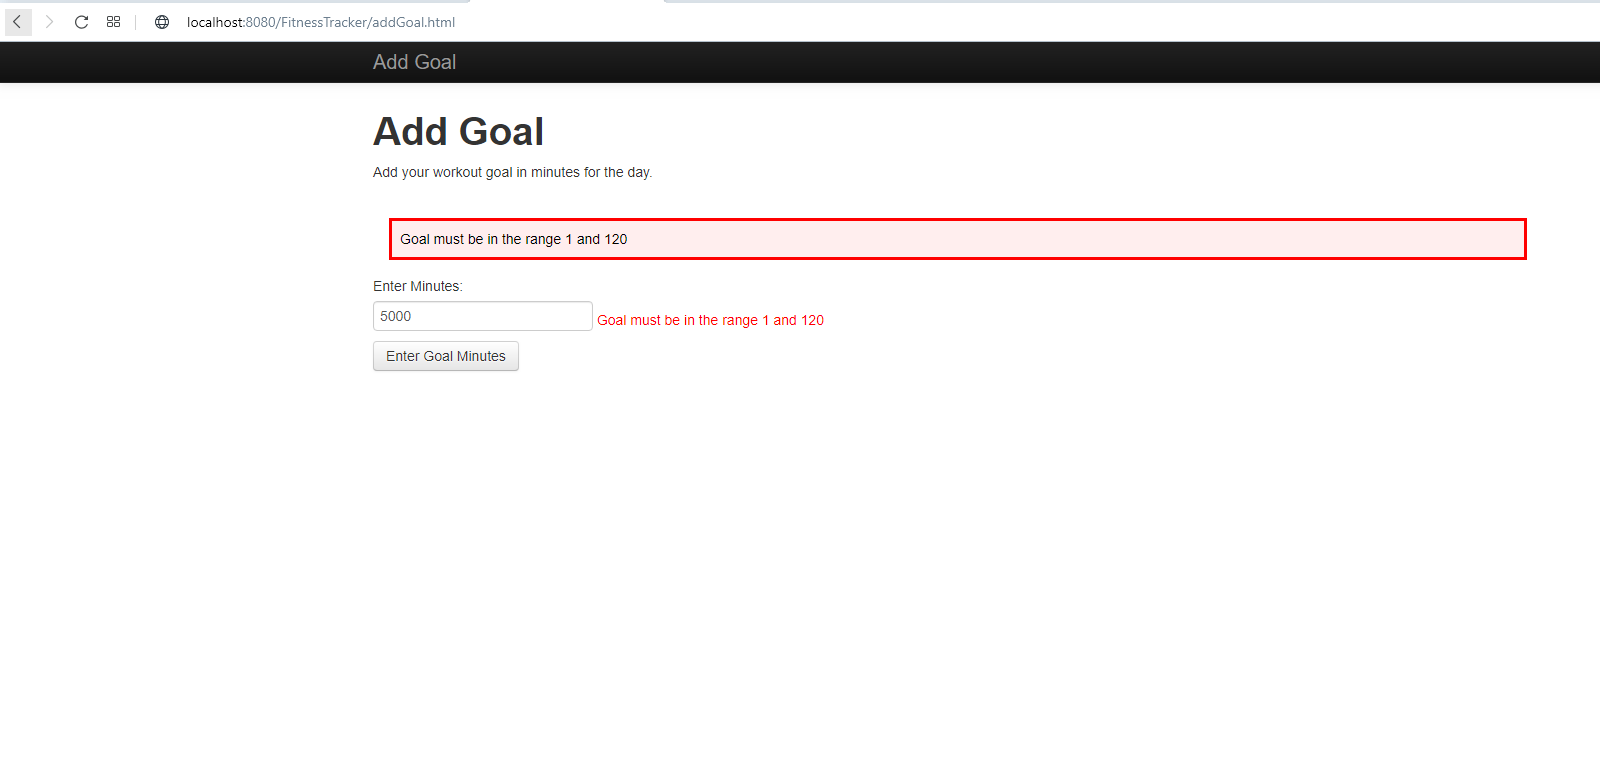 localhost:8080/FitnessTracker/addGoal.html
Add Goal
Add Goal
Add your workout goal in minutes for the day.
Goal must be in the range 1 and 120
Enter Minutes:
5000 Goal must be in the range 1 and 120
Enter Goal Minutes